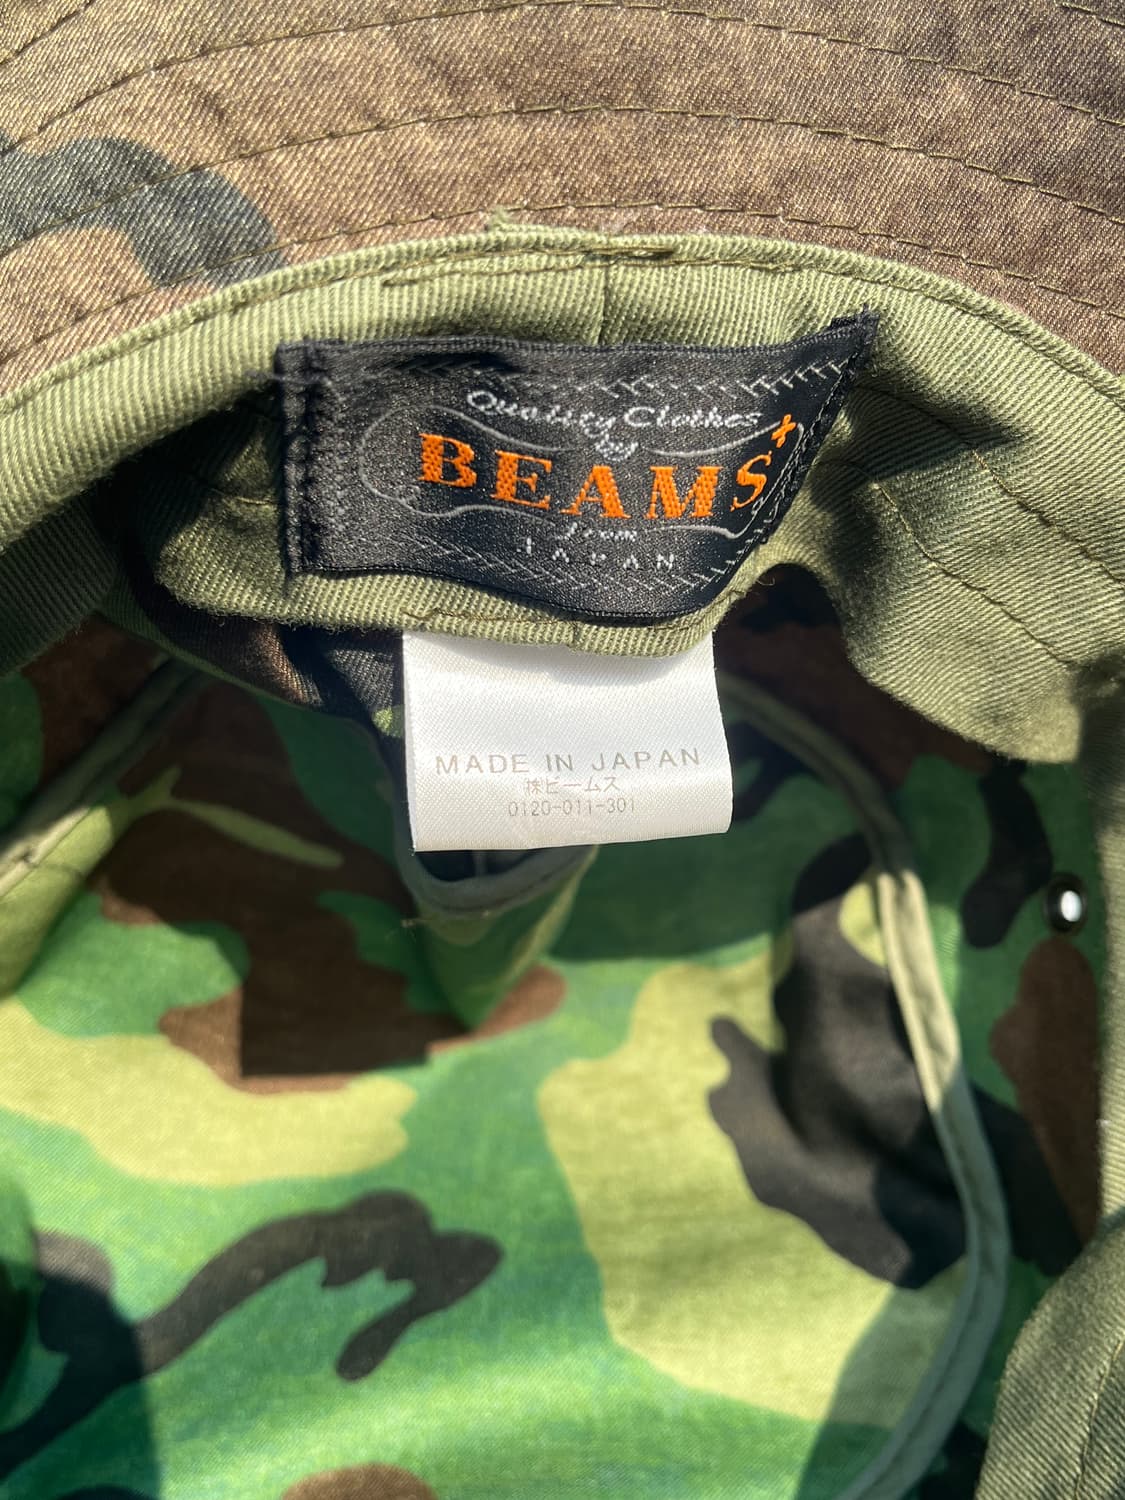 Quality Clothes
by
BEAMS+
from
JAPAN
MADE IN JAPAN
㈱ビームス
0120-011-301